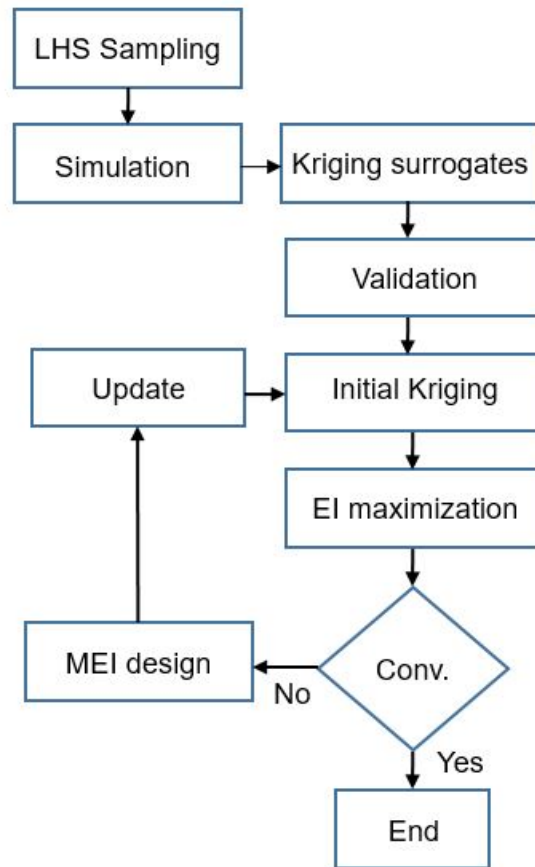 LHS Sampling
Simulation
Kriging surrogates
Validation
Update
Initial Kriging
EI maximization
MEI design
No
Conv.
Yes
End